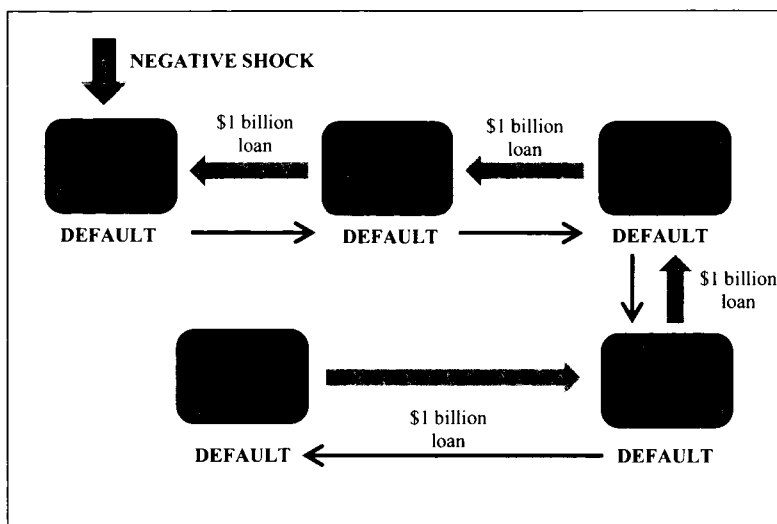 NEGATIVE SHOCK
$1 billion
loan
$1 billion
loan
DEFAULT
DEFAULT
DEFAULT
$1 billion
loan
$1 billion
loan
DEFAULT
DEFAULT